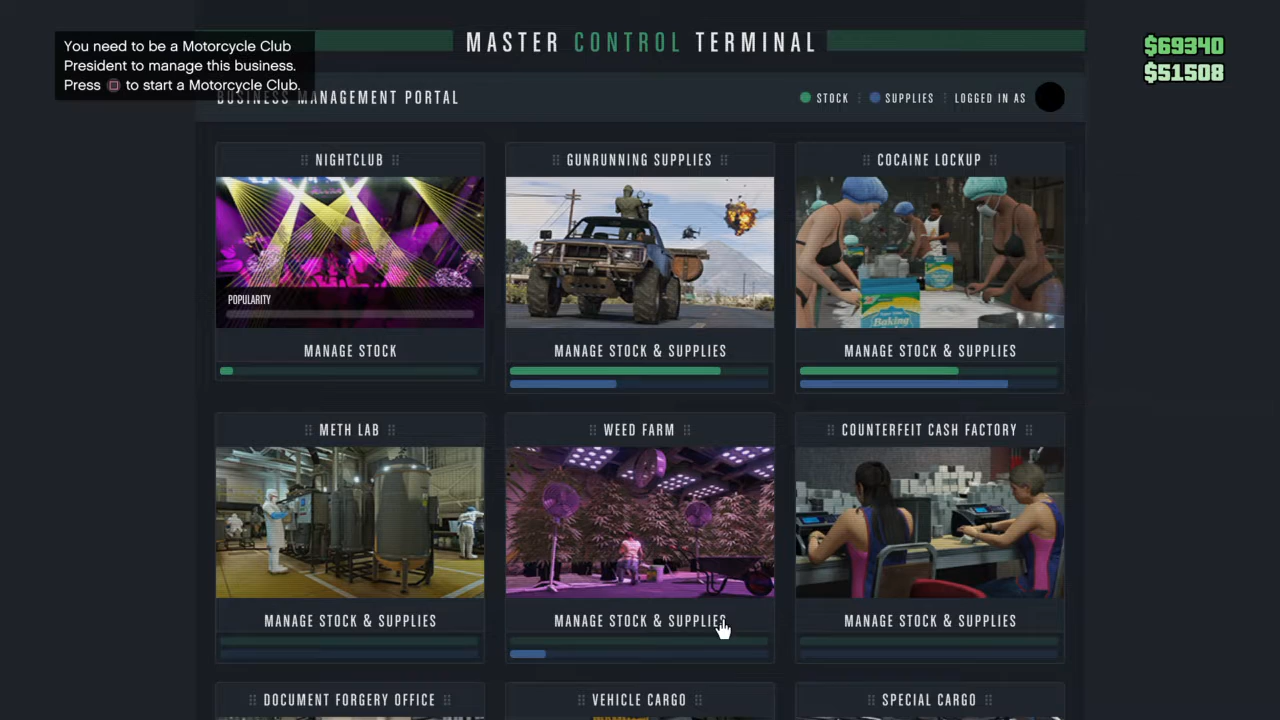 You need to be a Motorcycle Club
President to manage this business.
Press to start a Motorcycle Club.
MASTER CONTROL TERMINAL
$69340
$51508
BUSINESS MANAGEMENT PORTAL
STOCK
SUPPLIES
LOGGED IN AS
NIGHTCLUB
GUNRUNNING SUPPLIES
COCAINE LOCKUP
POPULARITY
Baking
MANAGE STOCK
MANAGE STOCK & SUPPLIES
MANAGE STOCK & SUPPLIES
METH LAB
WEED FARM
COUNTERFEIT CASH FACTORY
MANAGE STOCK & SUPPLIES
MANAGE STOCK & SUPPLIES
MANAGE STOCK & SUPPLIES
DOCUMENT FORGERY OFFICE
VEHICLE CARGO
SPECIAL CARGO